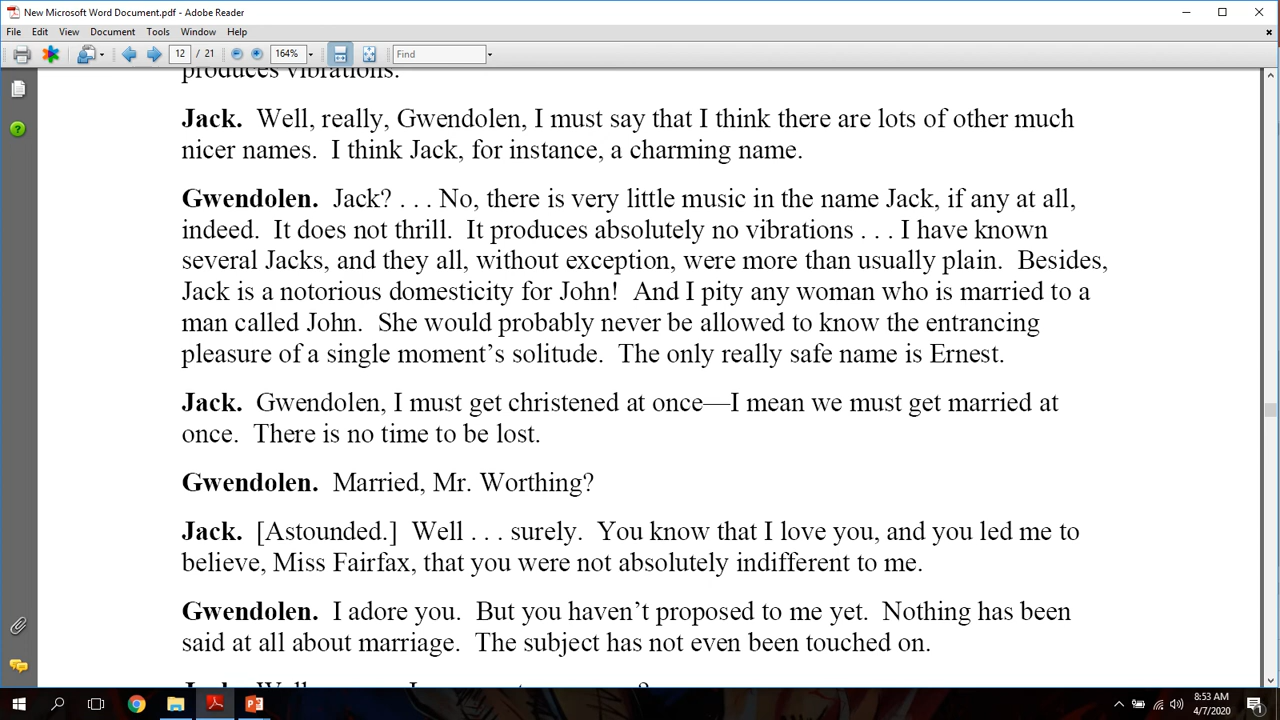 New Microsoft Word Document.pdf - Adobe Reader
File Edit View Document Tools Window Help
12 / 21 164% Find
produces vibrations.
Jack. Well, really, Gwendolen, I must say that I think there are lots of other much
nicer names. I think Jack, for instance, a charming name.
Gwendolen. Jack? . . . No, there is very little music in the name Jack, if any at all,
indeed. It does not thrill. It produces absolutely no vibrations . . . I have known
several Jacks, and they all, without exception, were more than usually plain. Besides,
Jack is a notorious domesticity for John! And I pity any woman who is married to a
man called John. She would probably never be allowed to know the entrancing
pleasure of a single moment’s solitude. The only really safe name is Ernest.
Jack. Gwendolen, I must get christened at once—I mean we must get married at
once. There is no time to be lost.
Gwendolen. Married, Mr. Worthing?
Jack. [Astounded.] Well . . . surely. You know that I love you, and you led me to
believe, Miss Fairfax, that you were not absolutely indifferent to me.
Gwendolen. I adore you. But you haven’t proposed to me yet. Nothing has been
said at all about marriage. The subject has not even been touched on.
8:53 AM
4/7/2020